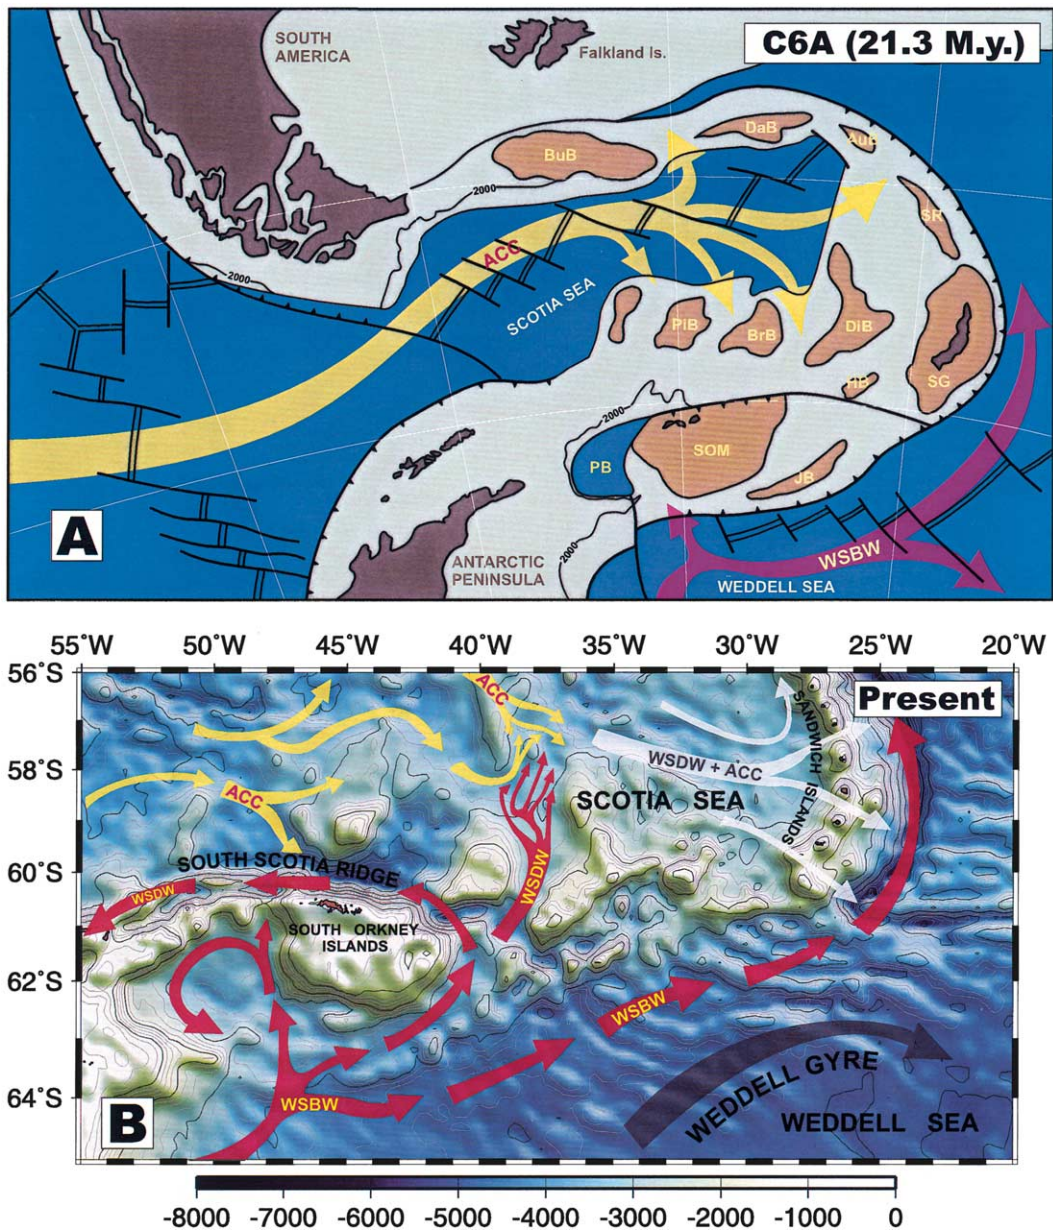 C6A (21.3 M.y.)
SOUTH
AMERICA
Falkland Is.
DaB
AuB
BuB
2000
SR
ACC
2000
SCOTIA SEA
PiB
BrB
DiB
HB
SG
2000
SOM
PB
JB
A
ANTARCTIC
PENINSULA
2000
WSBW
WEDDELL SEA
55°W 50°W 45°W 40°W 35°W 30°W 25°W 20°W
56°S
58°S
60°S
62°S
64°S
Present
ACC
SANDWICH ISLANDS
WSDW + ACC
SCOTIA SEA
ACC
SOUTH SCOTIA RIDGE
WSDW
WSDW
SOUTH ORKNEY
ISLANDS
WSBW
WSBW
WEDDELL GYRE
WEDDELL SEA
B
-8000 -7000 -6000 -5000 -4000 -3000 -2000 -1000 0